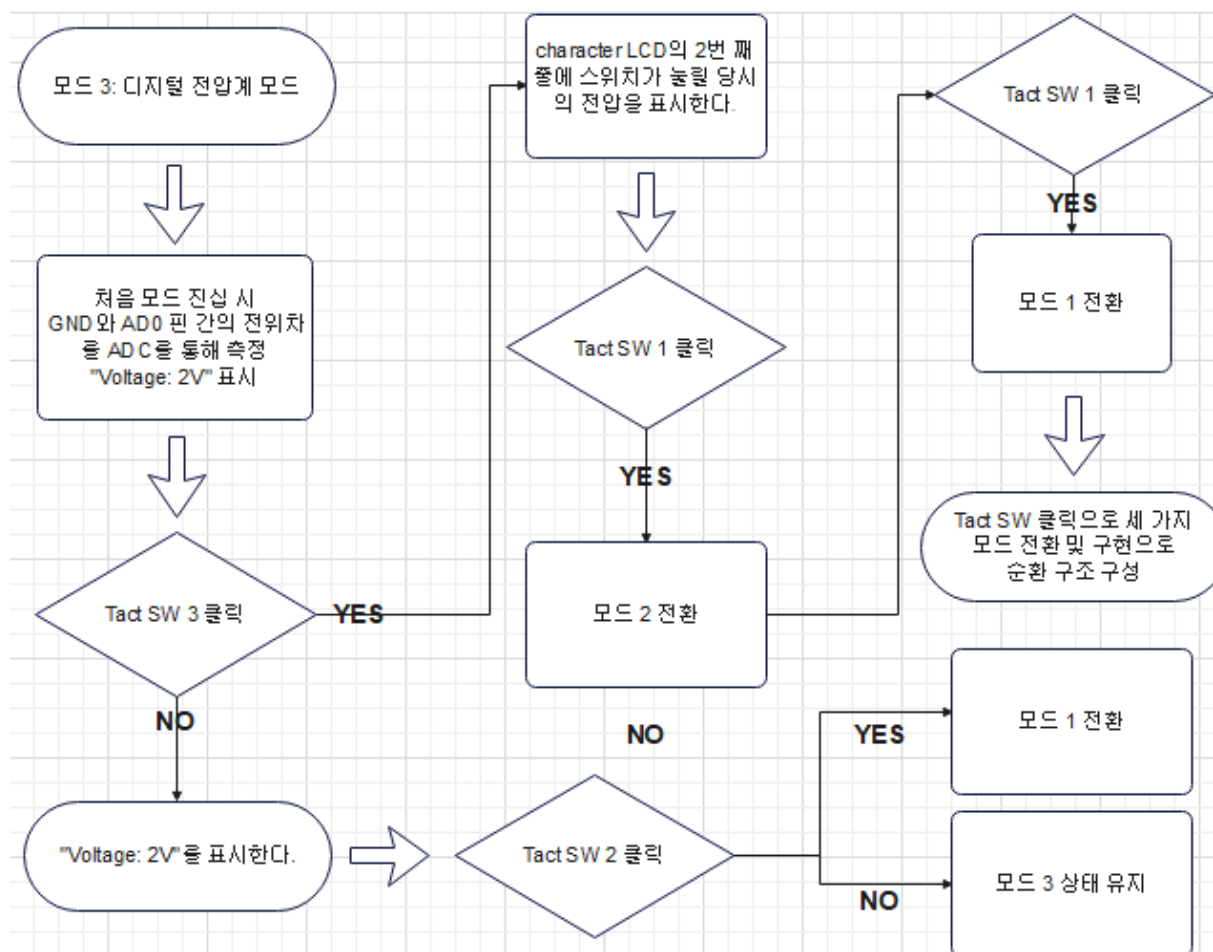 모드 3: 디지털 전압계 모드
처음 모드 진십 시
GND와 AD0 핀 간의 전위차
를 ADC을 통해 측정
"Voltage: 2V" 표시
Tact SW 3 클릭
YES
NO
"Voltage: 2V"을 표시한다.
character LCD의 2번 째
줄에 스위치가 눌릴 당시
의 전압을 표시한다.
Tact SW 1 클릭
YES
모드 2 전환
NO
Tact SW 2 클릭
YES
NO
Tact SW 1 클릭
YES
모드 1 전환
Tact SW 클릭으로 세 가지
모드 전환 및 구현으로
순환 구조 구성
모드 1 전환
모드 3 상태 유지